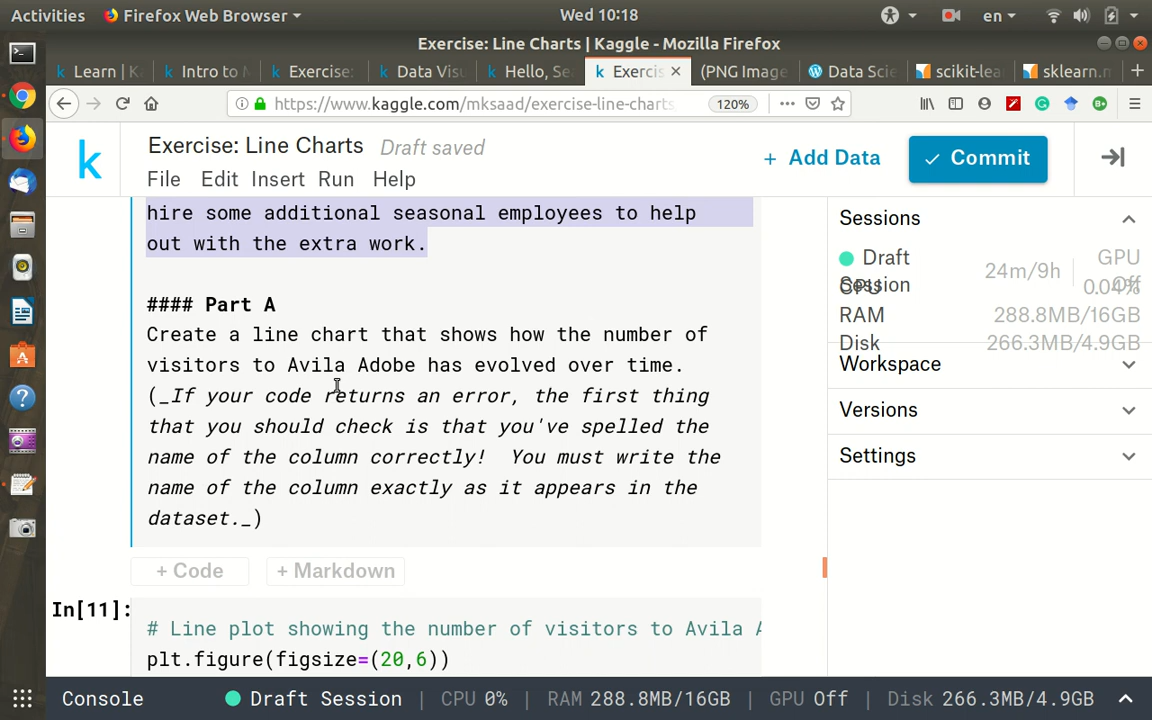 Activities Firefox Web Browser Wed 10:18 en
Exercise: Line Charts | Kaggle - Mozilla Firefox
k Learn | K k Intro to k Exercise: k Data Vis k Hello, Se k Exercis (PNG Image Data Scie scikit-lea sklearn.
https://www.kaggle.com/mksaad/exercise-line-charts 120%
k Exercise: Line Charts Draft saved + Add Data Commit
File Edit Insert Run Help
hire some additional seasonal employees to help
out with the extra work.
#### Part A
Create a line chart that shows how the number of
visitors to Avila Adobe has evolved over time.
(_If your code returns an error, the first thing
that you should check is that you've spelled the
name of the column correctly!  You must write the
name of the column exactly as it appears in the
dataset._)
+ Code + Markdown
In[11]:
# Line plot showing the number of visitors to Avila A
plt.figure(figsize=(20,6))
Sessions
Draft Session 24m/9h GPU Off
CPU 0.04%
RAM 288.8MB/16GB
Disk 266.3MB/4.9GB
Workspace
Versions
Settings
Console Draft Session | CPU 0% | RAM 288.8MB/16GB | GPU Off | Disk 266.3MB/4.9GB